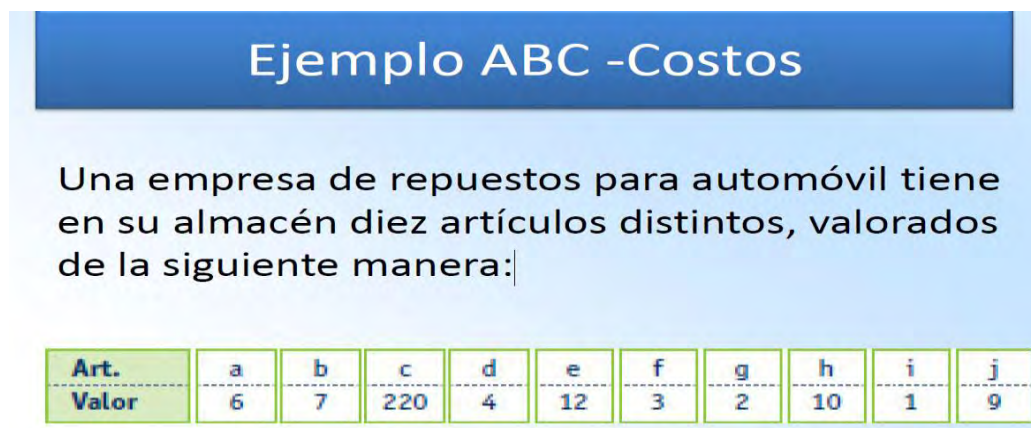 Ejemplo ABC -Costos
Una empresa de repuestos para automóvil tiene
en su almacén diez artículos distintos, valorados
de la siguiente manera:
Art. a b c d e f g h i j
Valor 6 7 220 4 12 3 2 10 1 9